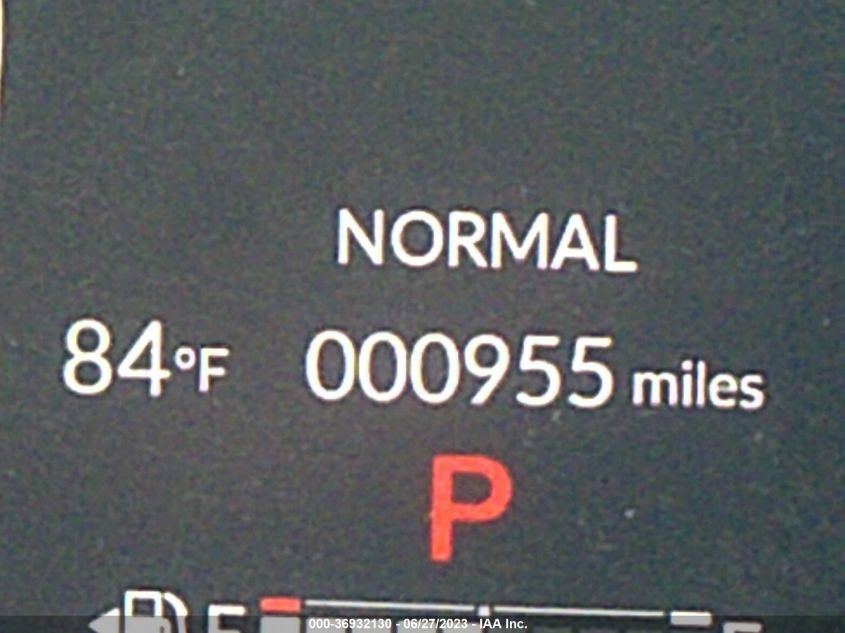 NORMAL
84°F 000955 miles
P
E F
000-36932130 - 06/27/2023 - IAA Inc.